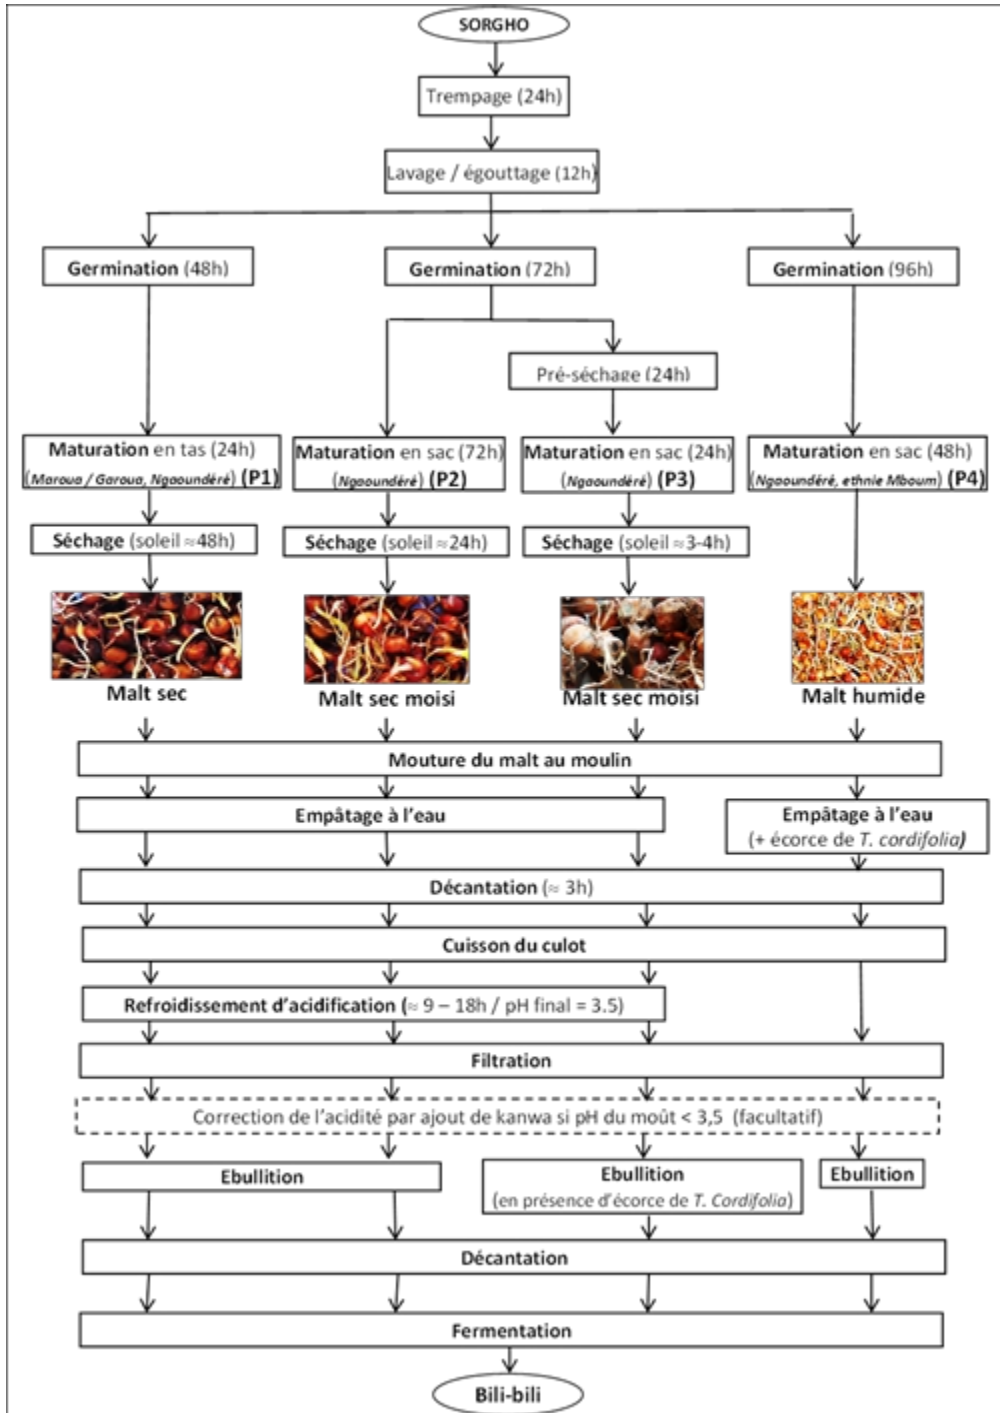 SORGHO
Trempage (24h)
Lavage / égouttage (12h)
Germination (48h)
Germination (72h)
Germination (96h)
Pré-séchage (24h)
Maturation en tas (24h)
(Maroua / Garoua, Ngaoundéré) (P1)
Maturation en sac (72h)
(Ngaoundéré) (P2)
Maturation en sac (24h)
(Ngaoundéré) (P3)
Maturation en sac (48h)
(Ngaoundéré, ethnie Mboum) (P4)
Séchage (soleil ≈48h)
Séchage (soleil ≈24h)
Séchage (soleil ≈3-4h)
Malt sec
Malt sec moisi
Malt sec moisi
Malt humide
Mouture du malt au moulin
Empâtage à l'eau
Empâtage à l'eau
(+ écorce de T. cordifolia)
Décantation (≈ 3h)
Cuisson du culot
Refroidissement d'acidification (≈ 9 – 18h / pH final = 3.5)
Filtration
Correction de l'acidité par ajout de kanwa si pH du moût < 3,5 (facultatif)
Ebullition
Ebullition
(en présence d'écorce de T. Cordifolia)
Ebullition
Décantation
Fermentation
Bili-bili